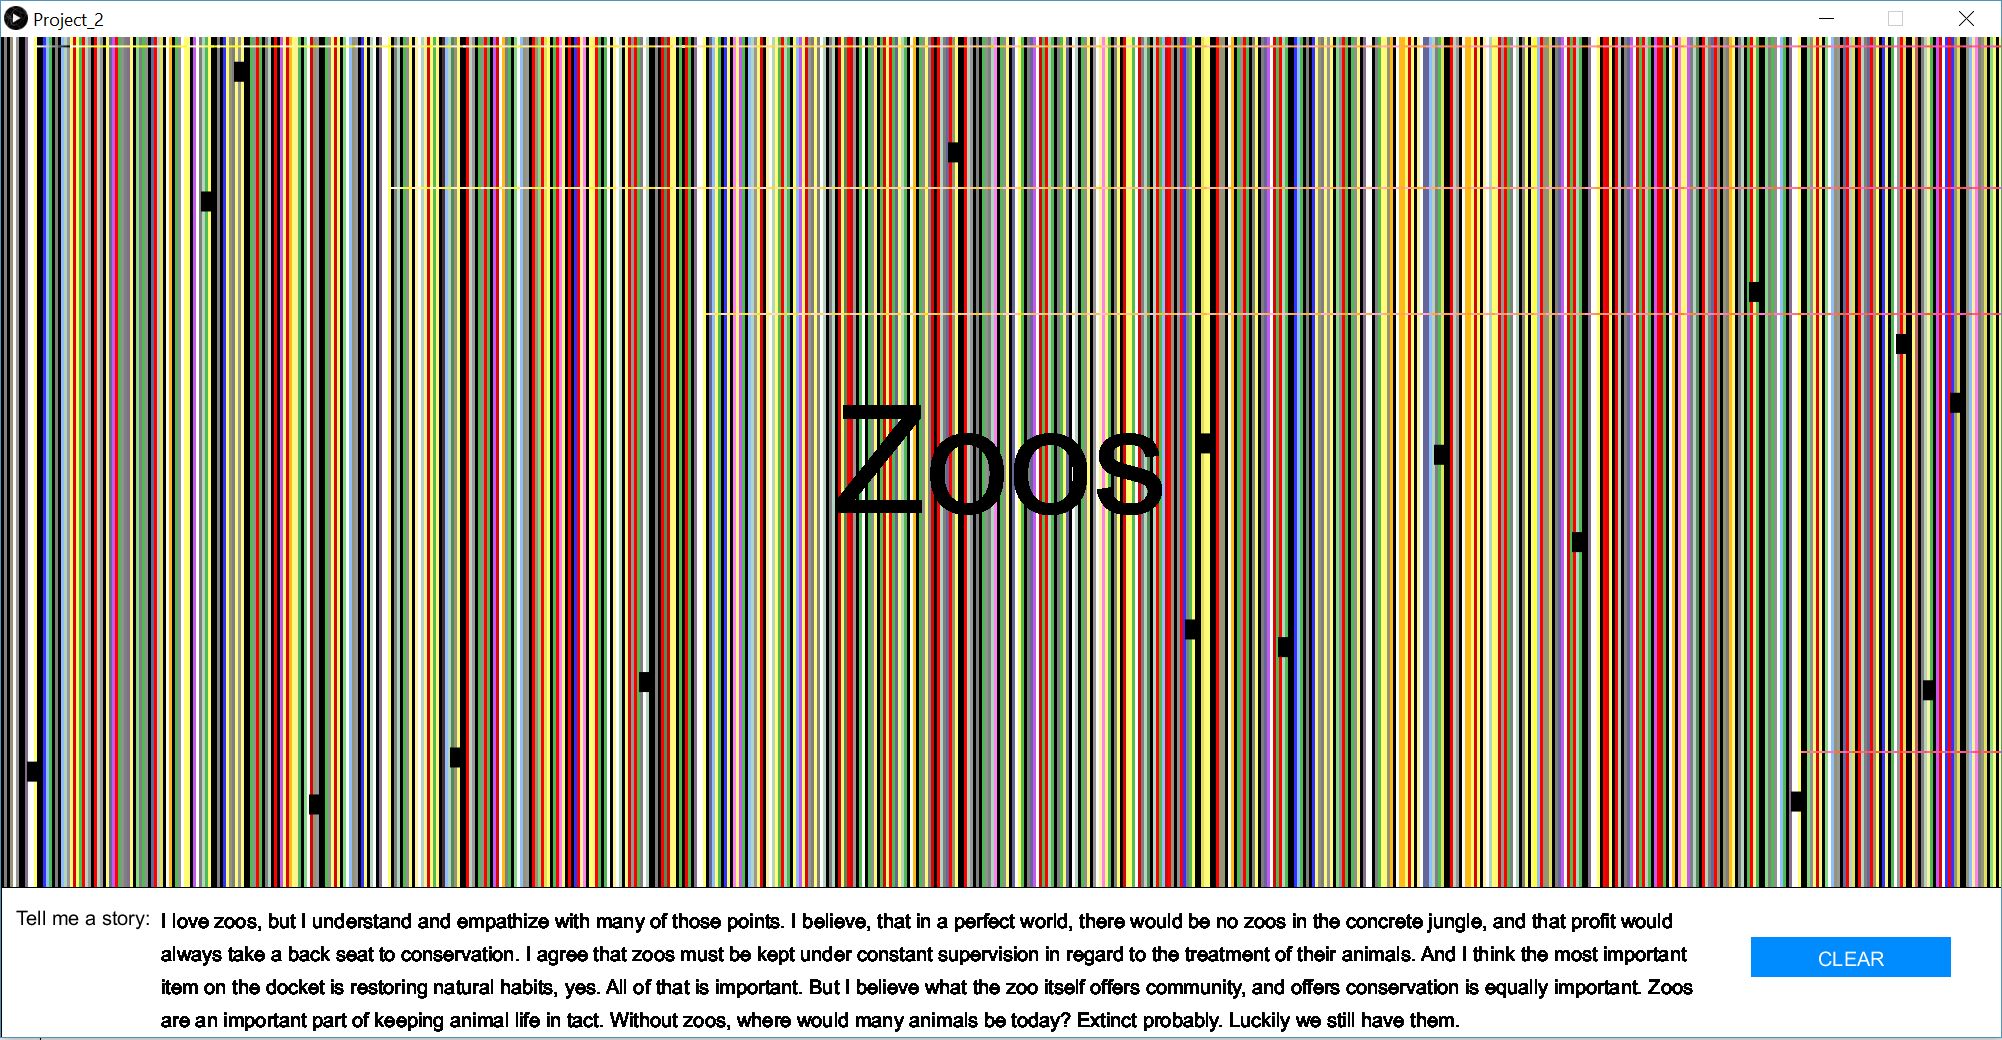 Project_2
Zoos
Tell me a story:
I love zoos, but I understand and empathize with many of those points. I believe, that in a perfect world, there would be no zoos in the concrete jungle, and that profit would
always take a back seat to conservation. I agree that zoos must be kept under constant supervision in regard to the treatment of their animals. And I think the most important
item on the docket is restoring natural habits, yes. All of that is important. But I believe what the zoo itself offers community, and offers conservation is equally important. Zoos
are an important part of keeping animal life in tact. Without zoos, where would many animals be today? Extinct probably. Luckily we still have them.
CLEAR